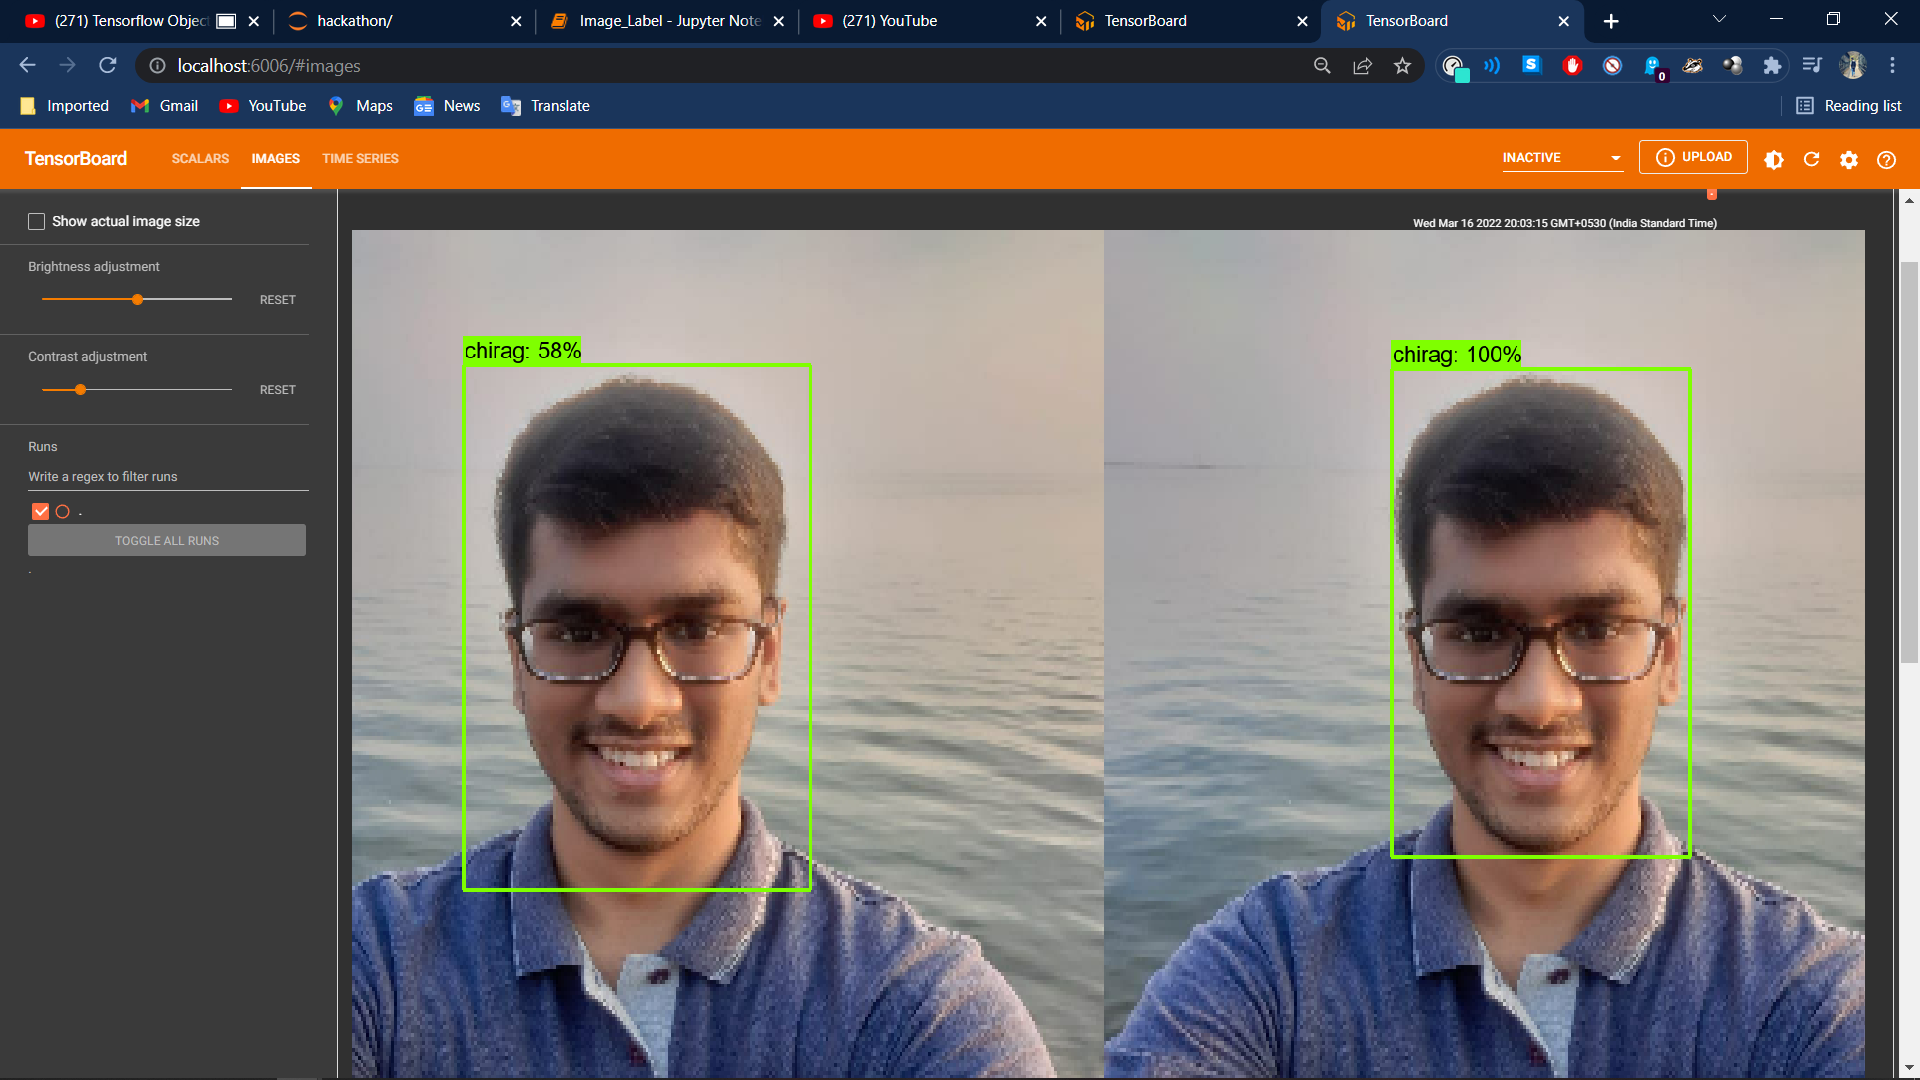 (271) Tensorflow Objec
hackathon/
Image_Label - Jupyter Note
(271) YouTube
TensorBoard
TensorBoard
localhost:6006/#images
S
0
Imported
Gmail
YouTube
Maps
News
Translate
Reading list
TensorBoard
SCALARS
IMAGES
TIME SERIES
INACTIVE
UPLOAD
Show actual image size
Wed Mar 16 2022 20:03:15 GMT+0530 (India Standard Time)
Brightness adjustment
RESET
chirag: 58%
chirag: 100%
Contrast adjustment
RESET
Runs
Write a regex to filter runs
.
TOGGLE ALL RUNS
.